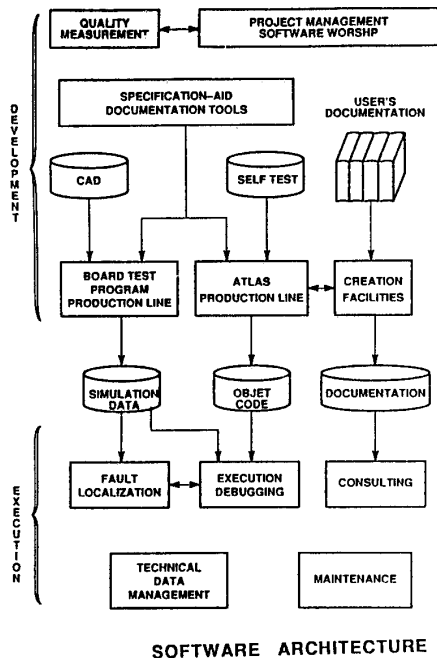 QUALITY
MEASUREMENT
PROJECT MANAGEMENT
SOFTWARE WORSHP
SPECIFICATION-AID
DOCUMENTATION TOOLS
USER'S
DOCUMENTATION
DEVELOPMENT
CAD
SELF TEST
BOARD TEST
PROGRAM
PRODUCTION LINE
ATLAS
PRODUCTION LINE
CREATION
FACILITIES
SIMULATION
DATA
OBJET
CODE
DOCUMENTATION
EXECUTION
FAULT
LOCALIZATION
EXECUTION
DEBUGGING
CONSULTING
TECHNICAL
DATA
MANAGEMENT
MAINTENANCE
SOFTWARE ARCHITECTURE